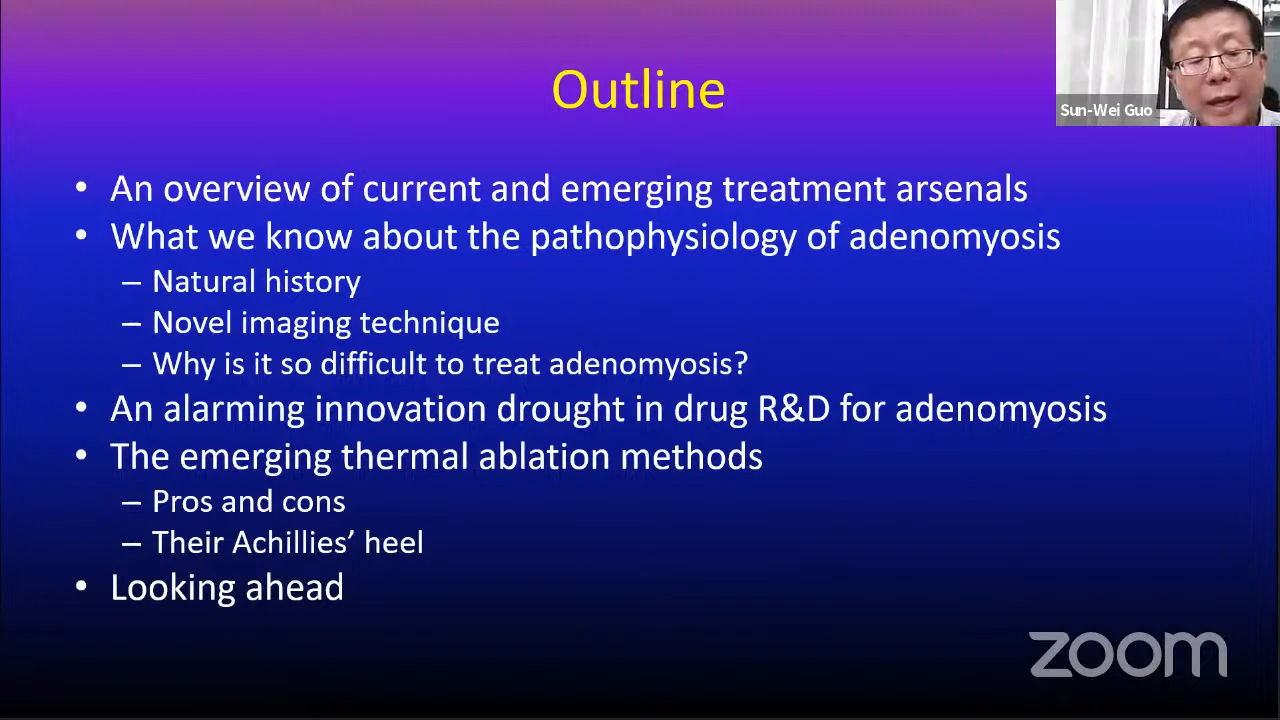 Outline
Sun-Wei Guo
• An overview of current and emerging treatment arsenals
• What we know about the pathophysiology of adenomyosis
– Natural history
– Novel imaging technique
– Why is it so difficult to treat adenomyosis?
• An alarming innovation drought in drug R&D for adenomyosis
• The emerging thermal ablation methods
– Pros and cons
– Their Achillies’ heel
• Looking ahead
zoom